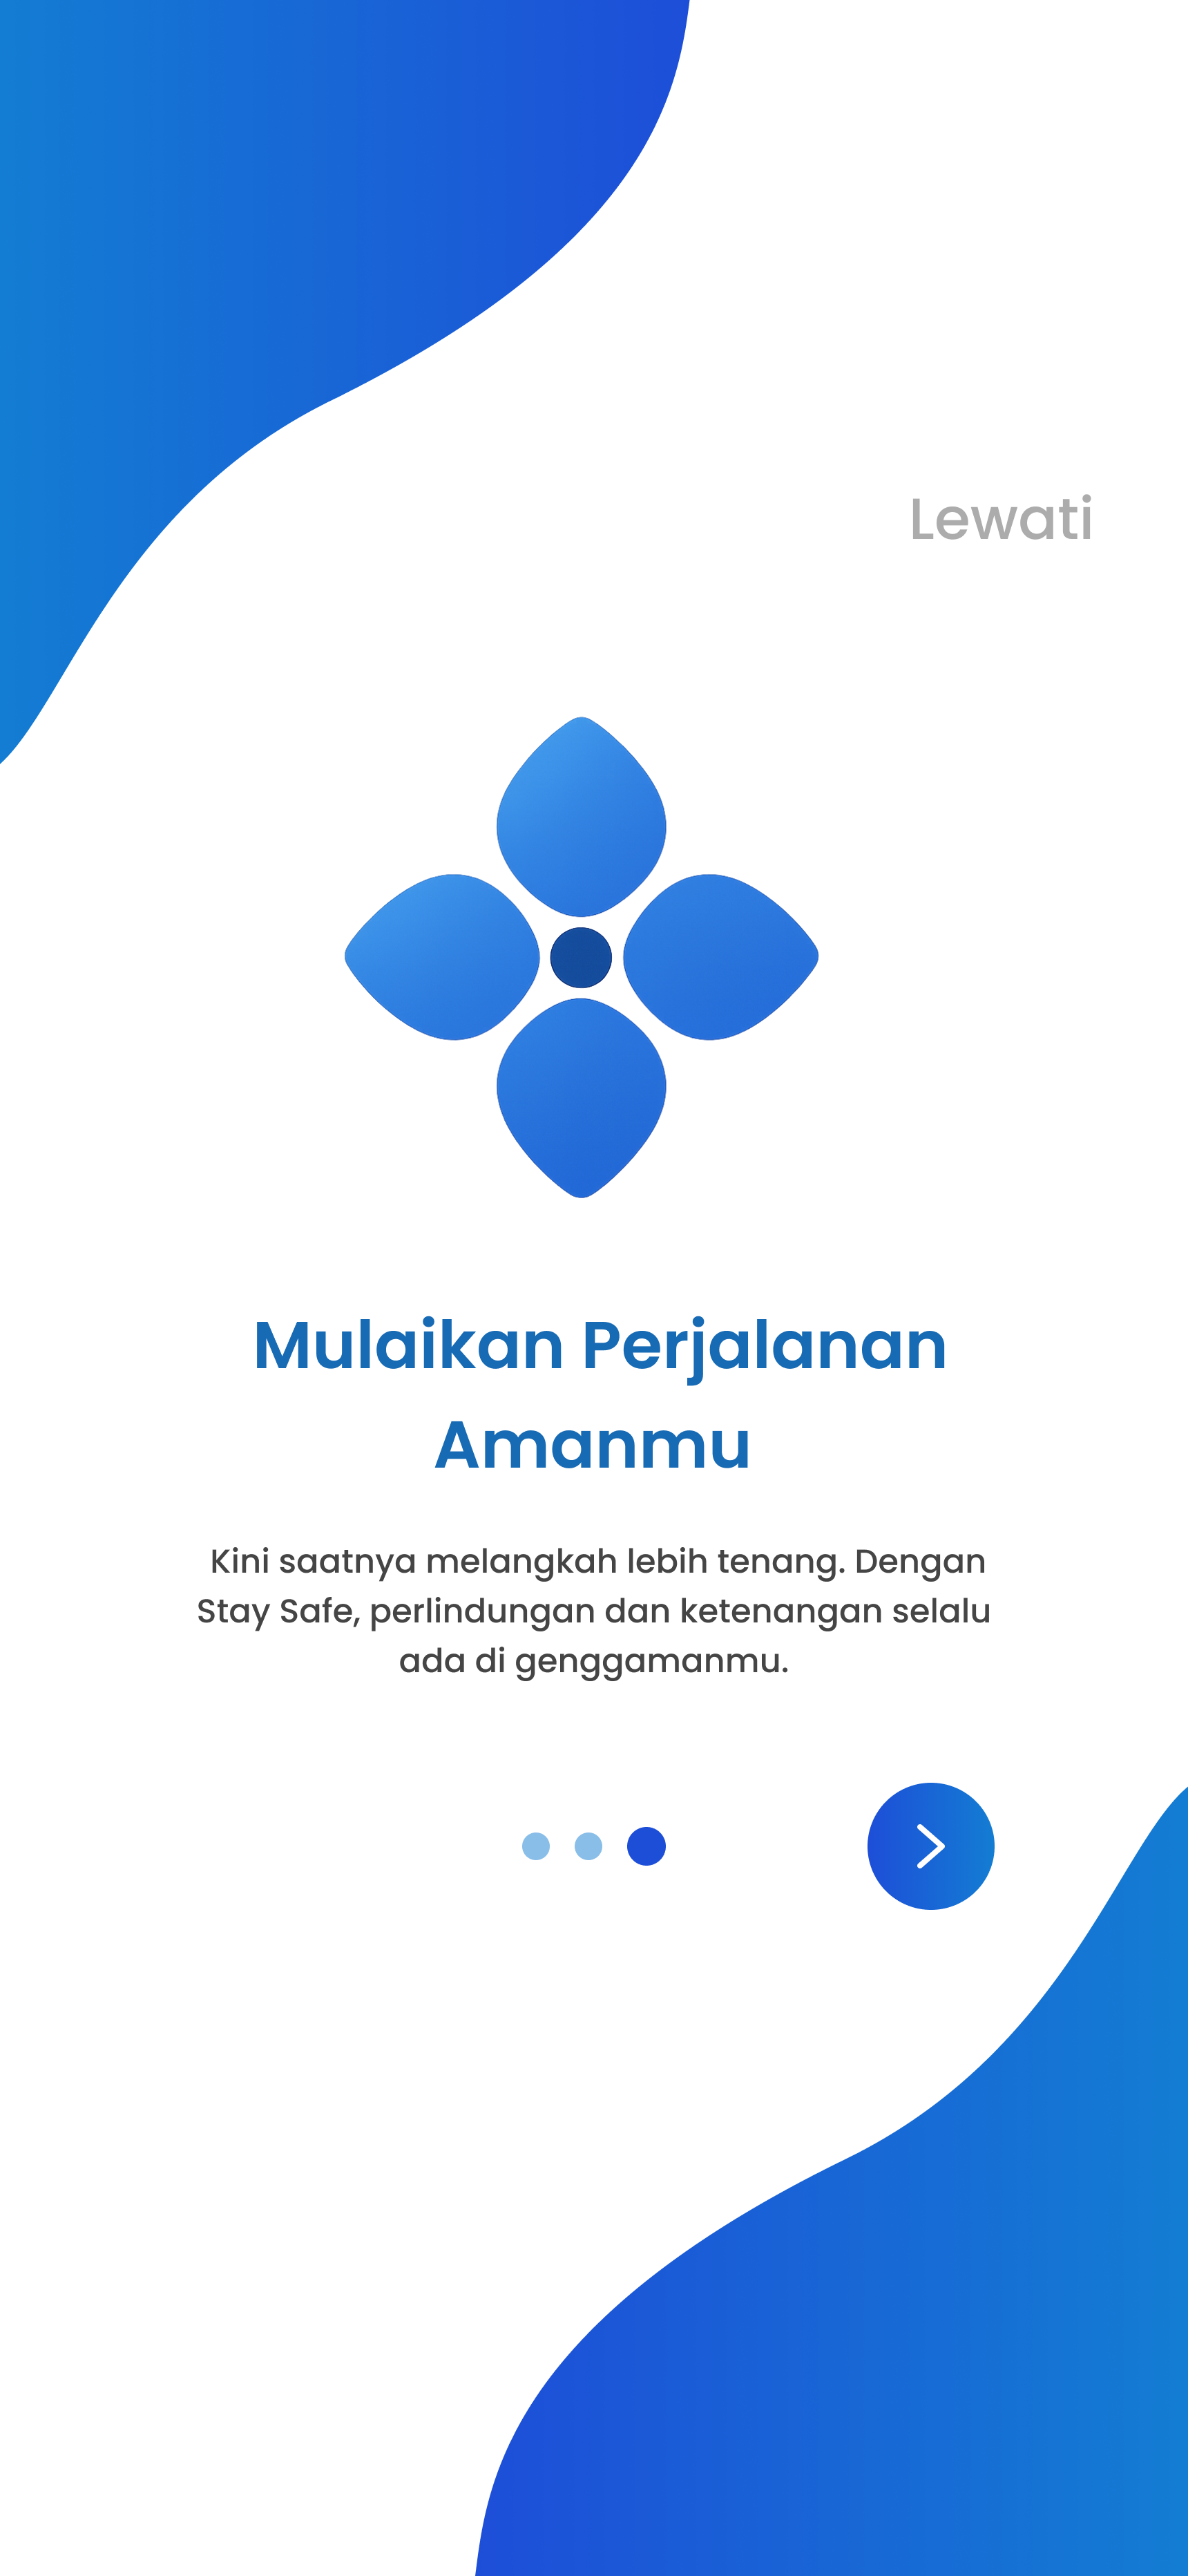 Lewati
Mulaikan Perjalanan
Amanmu
Kini saatnya melangkah lebih tenang. Dengan
Stay Safe, perlindungan dan ketenangan selalu
ada di genggamanmu.